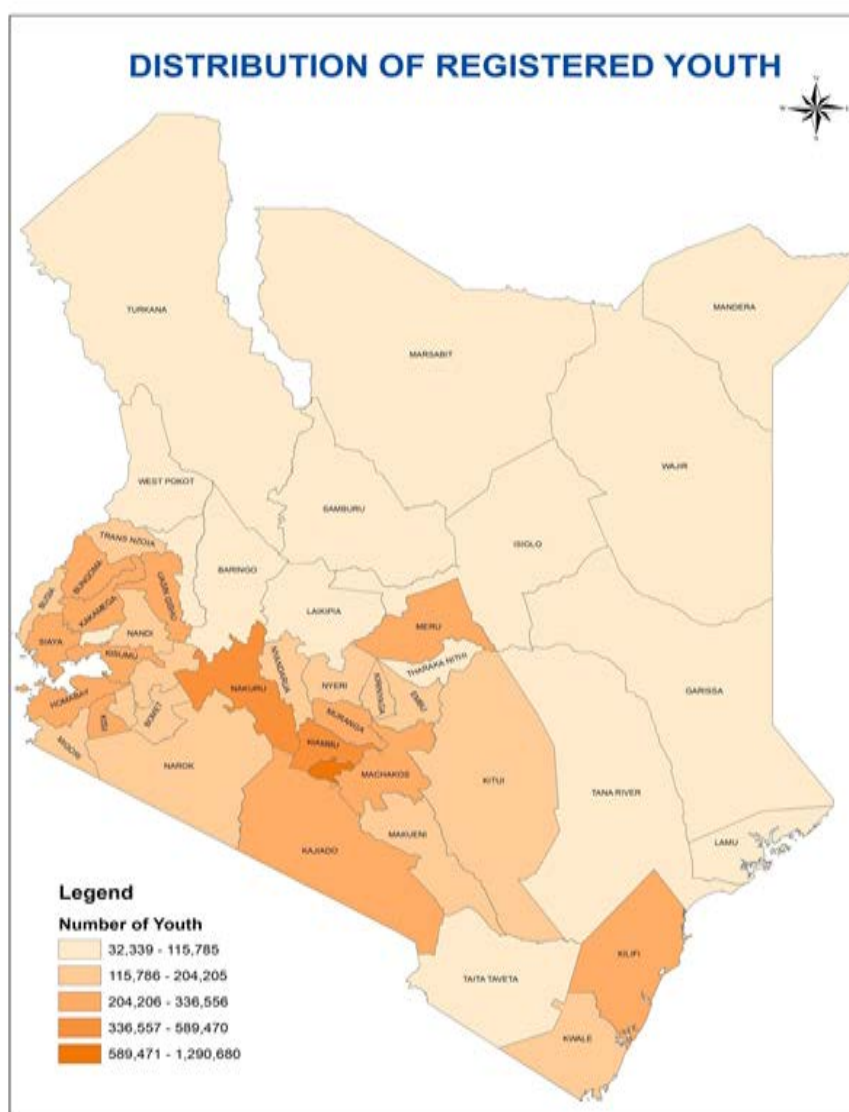 DISTRIBUTION OF REGISTERED YOUTH
N
W
E
S
TURKANA
MANDERA
MARSABIT
WAJIR
WEST POKOT
SAMBURU
TRANS NZOIA
ISIOLO
BARINGO
BUNGOMA
UASIN GISHU
BUSIA
LAIKIPIA
KAKAMEGA
MERU
NANDI
SIAYA
KISUMU
THARAKA NITHI
NYANDARUA
NYERI
KIRINYAGA
EMBU
NAKURU
GARISSA
HOMABAY
KISII
BOMET
MURANGA
KIAMBU
MIGORI
NAROK
MACHAKOS
KITUI
TANA RIVER
MAKUENI
LAMU
KAJIADO
KILIFI
TAITA TAVETA
KWALE
Legend
Number of Youth
32,339 - 115,785
115,786 - 204,205
204,206 - 336,556
336,557 - 589,470
589,471 - 1,290,680